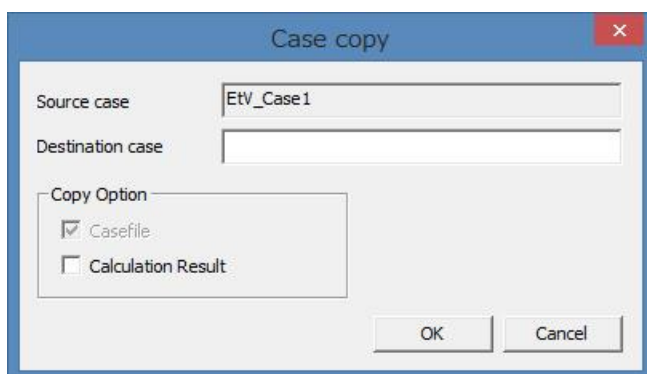 Case copy
Source case EtV_Case1
Destination case
Copy Option
Casefile
Calculation Result
OK Cancel